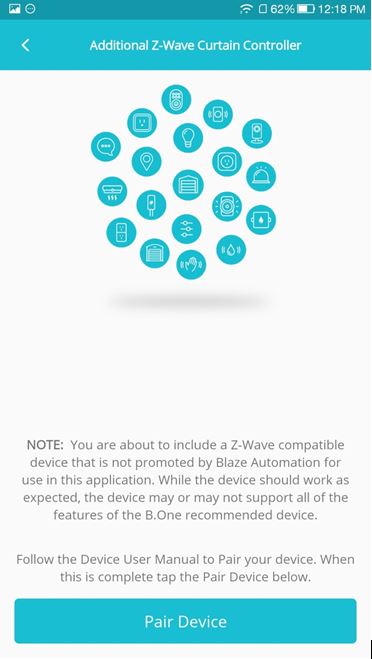 62% 12:18 PM
Additional Z-Wave Curtain Controller
NOTE: You are about to include a Z-Wave compatible
device that is not promoted by Blaze Automation for
use in this application. While the device should work as
expected, the device may or may not support all of the
features of the B.One recommended device.
Follow the Device User Manual to Pair your device. When
this is complete tap the Pair Device below.
Pair Device